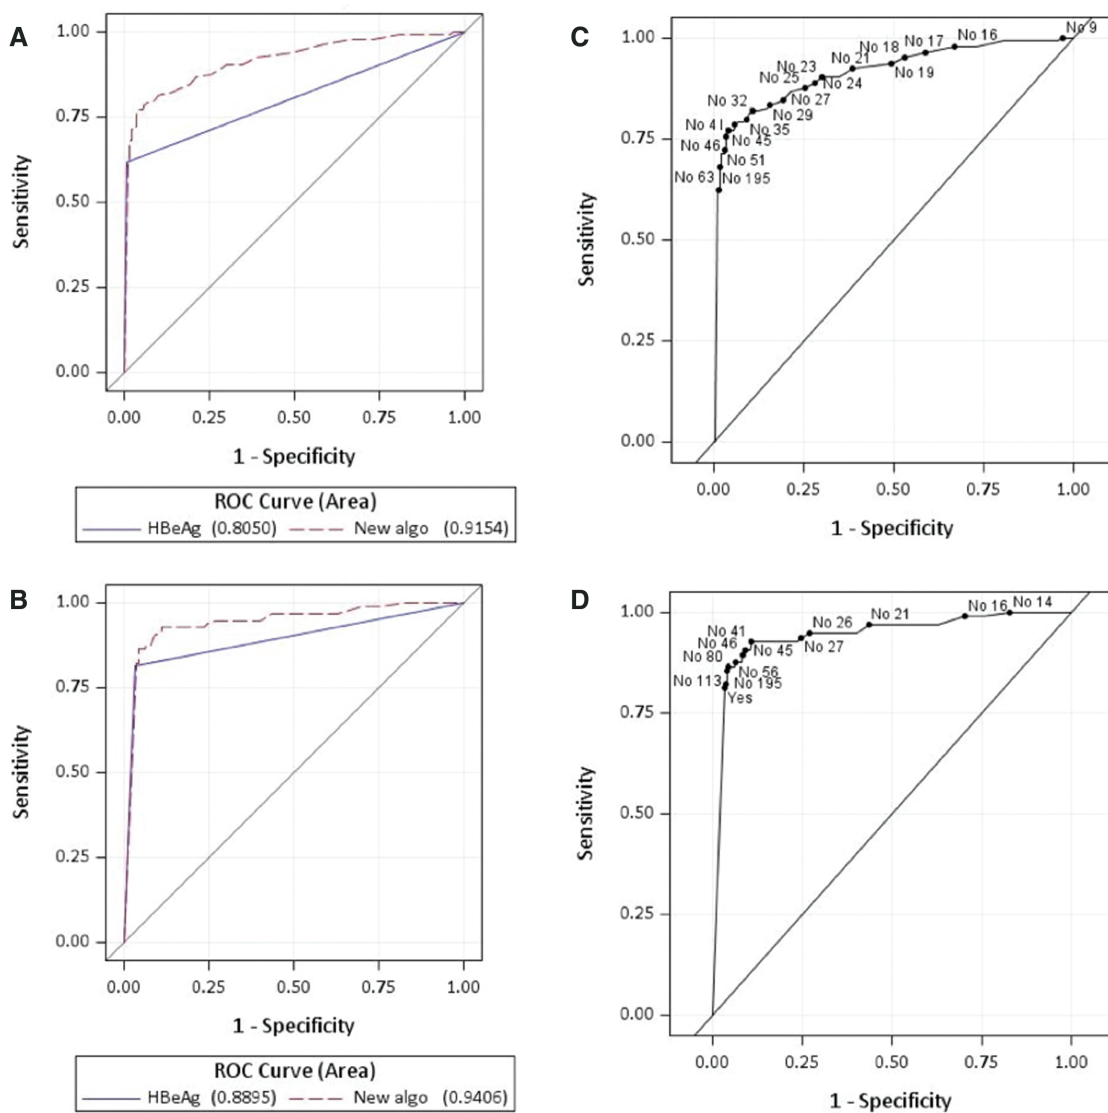 A
1.00
0.75
0.50
0.25
0.00
Sensitivity
0.00 0.25 0.50 0.75 1.00
1 - Specificity
ROC Curve (Area)
HBeAg (0.8050) New algo (0.9154)
C
1.00
0.75
0.50
0.25
0.00
Sensitivity
No 9
No 16
No 17
No 18
No 19
No 21
No 23
No 24
No 25
No 27
No 29
No 32
No 35
No 41
No 45
No 46
No 51
No 63
No 195
0.00 0.25 0.50 0.75 1.00
1 - Specificity
B
1.00
0.75
0.50
0.25
0.00
Sensitivity
0.00 0.25 0.50 0.75 1.00
1 - Specificity
ROC Curve (Area)
HBeAg (0.8895) New algo (0.9406)
D
1.00
0.75
0.50
0.25
0.00
Sensitivity
No 14
No 16
No 21
No 26
No 27
No 41
No 46
No 45
No 80
No 56
No 113
No 195
Yes
0.00 0.25 0.50 0.75 1.00
1 - Specificity